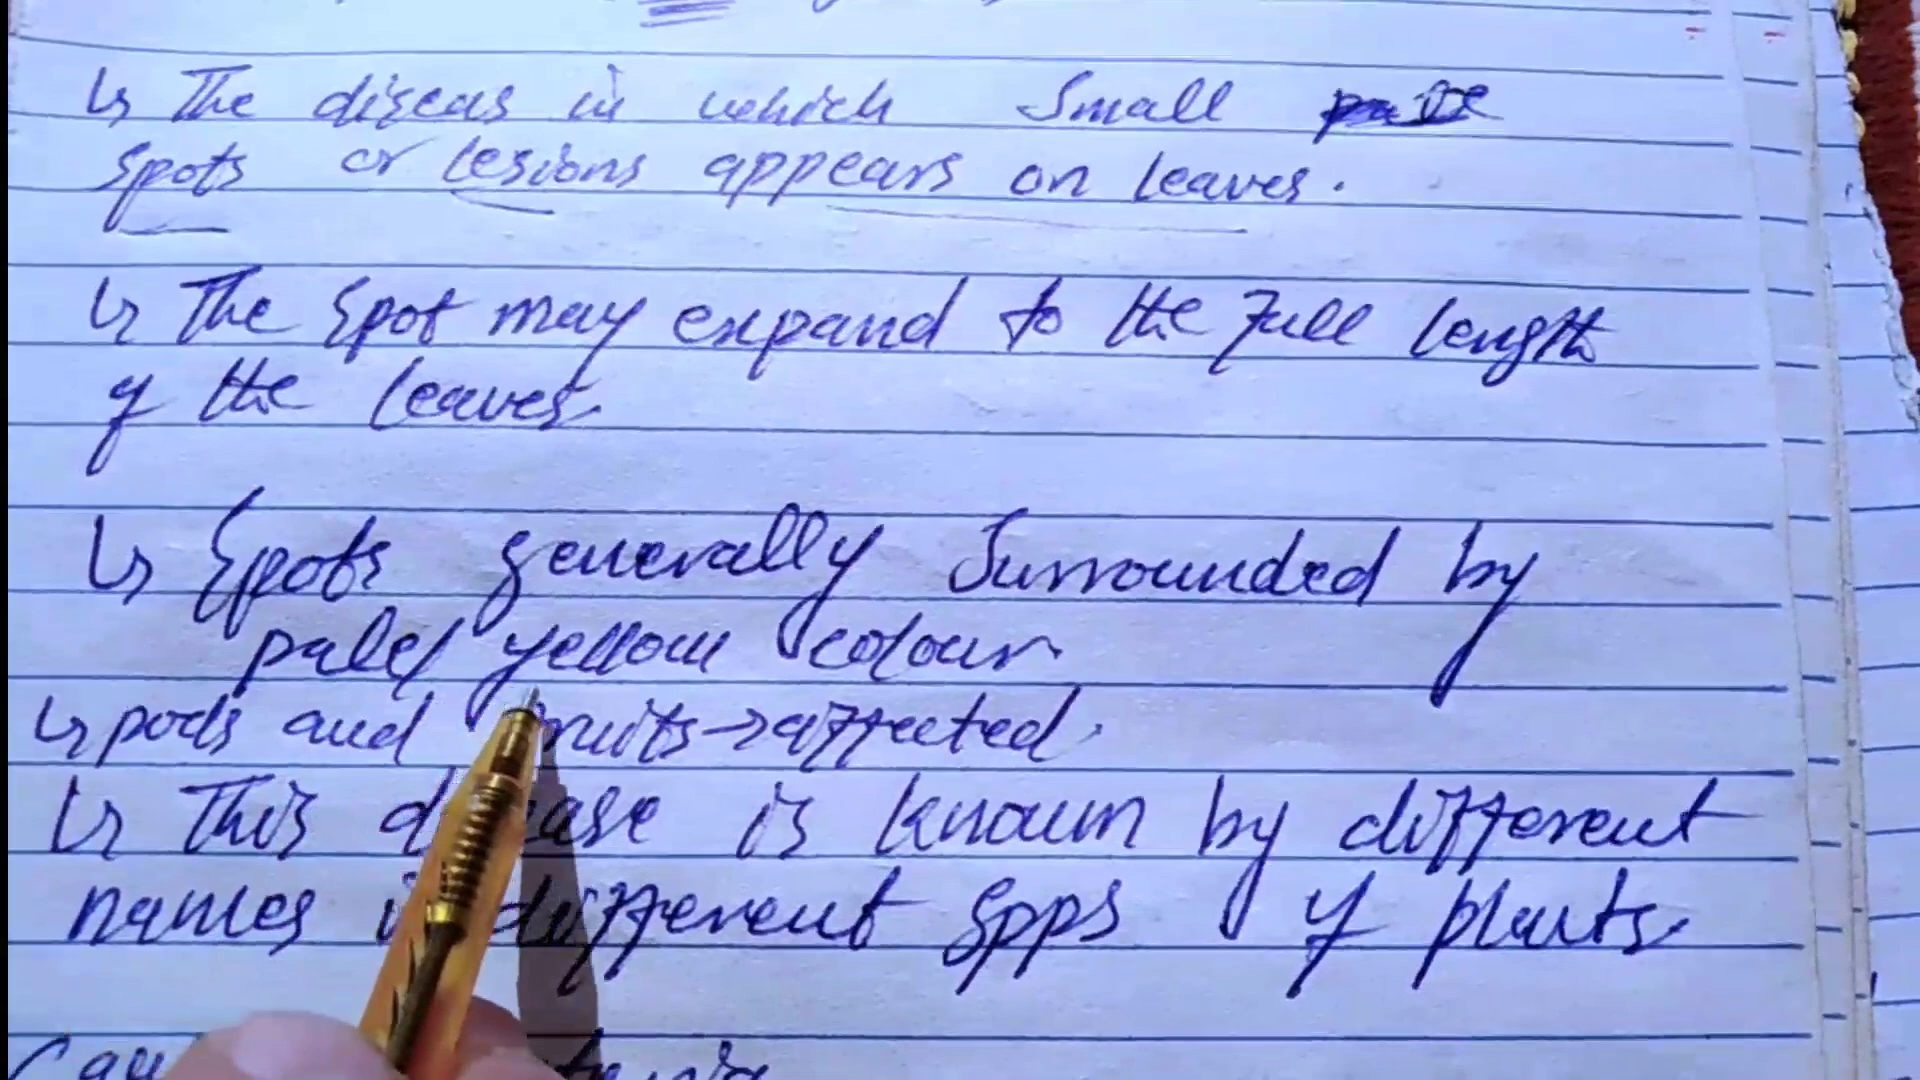 ↳ The diseas in which Small
Spots or lesions appears on leaves.
↳ The Spot may expand to the Full length
of the leaves.
↳ Spots generally Surrounded by
pale yellow colour
↳ pods and fruits → affected.
↳ This disease is known by different
names in different Spps of plants